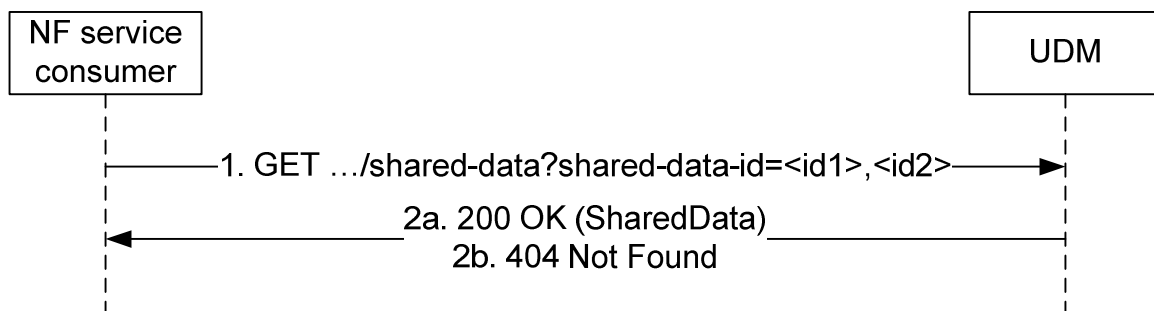 NF service
consumer
UDM
1. GET …/shared-data?shared-data-id=<id1>,<id2>
2a. 200 OK (SharedData)
2b. 404 Not Found